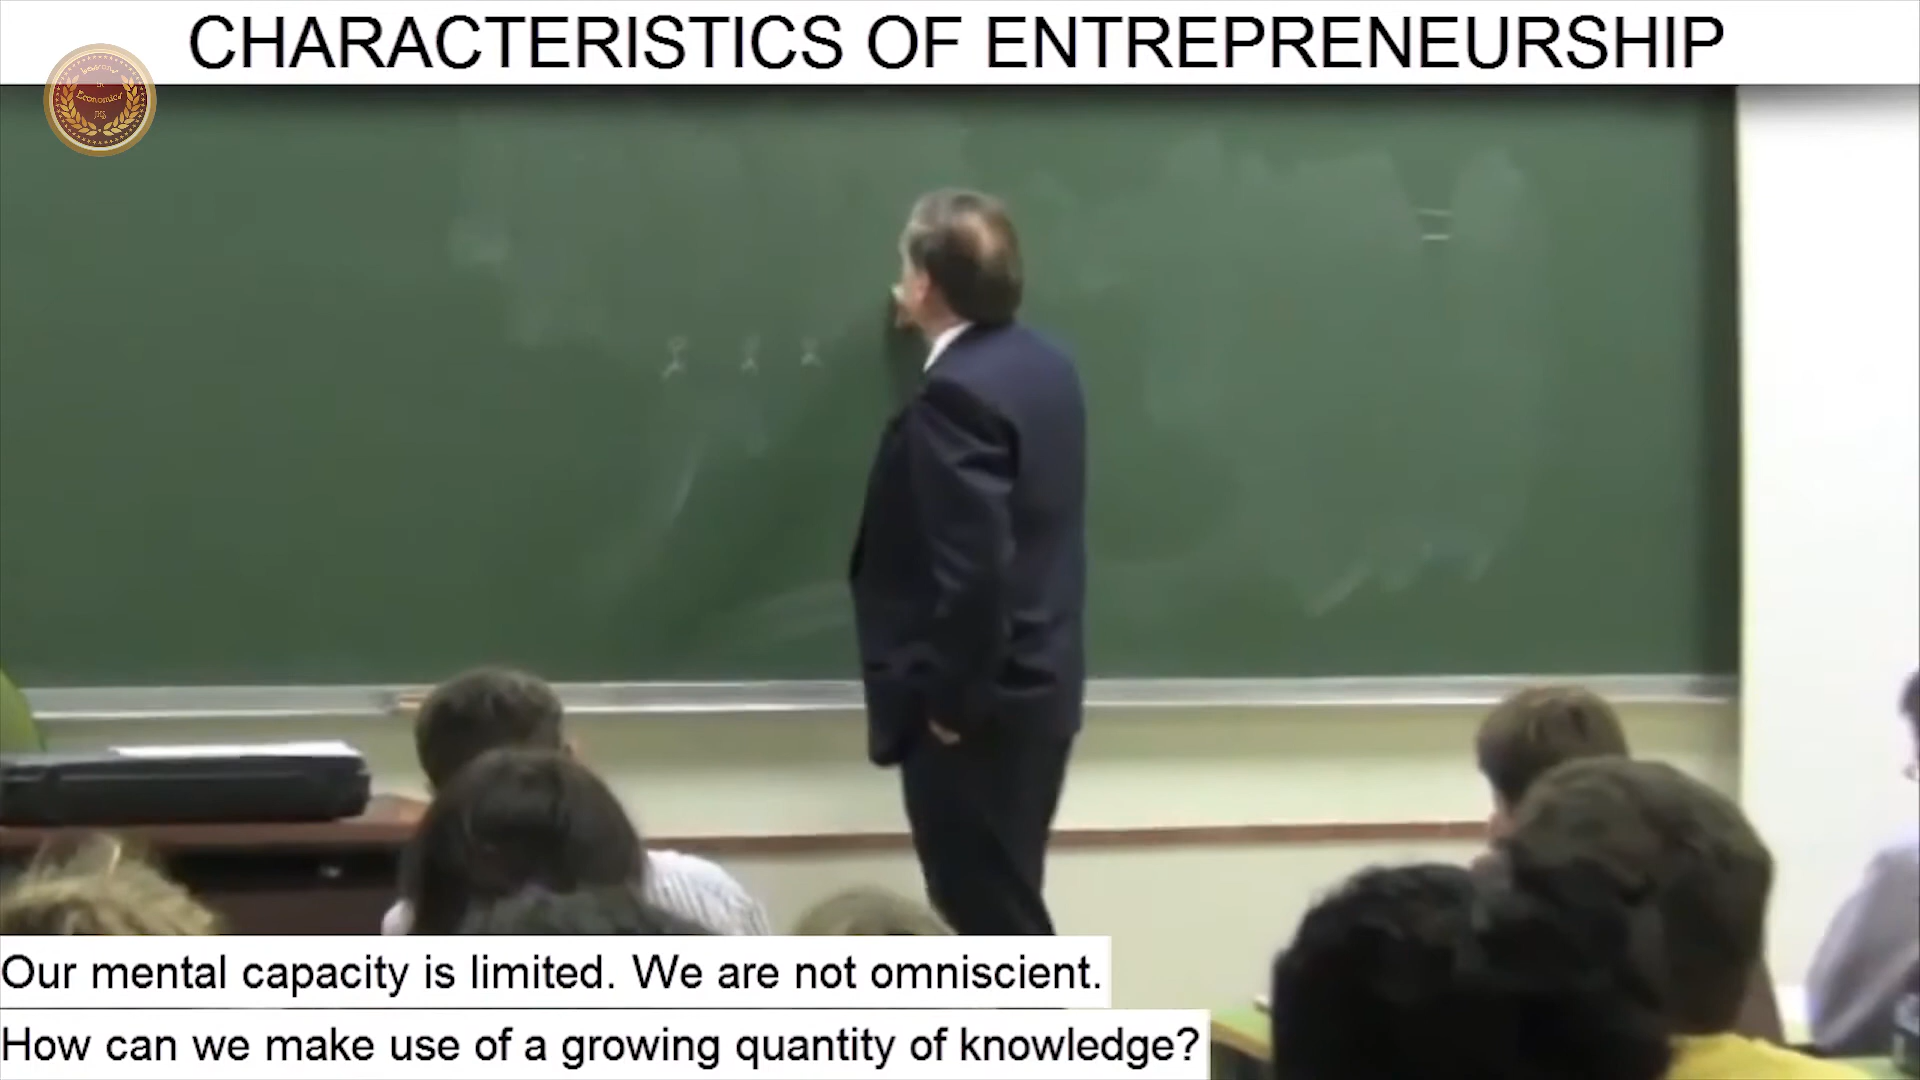 CHARACTERISTICS OF ENTREPRENEURSHIP
Economics
Our mental capacity is limited. We are not omniscient.
How can we make use of a growing quantity of knowledge?